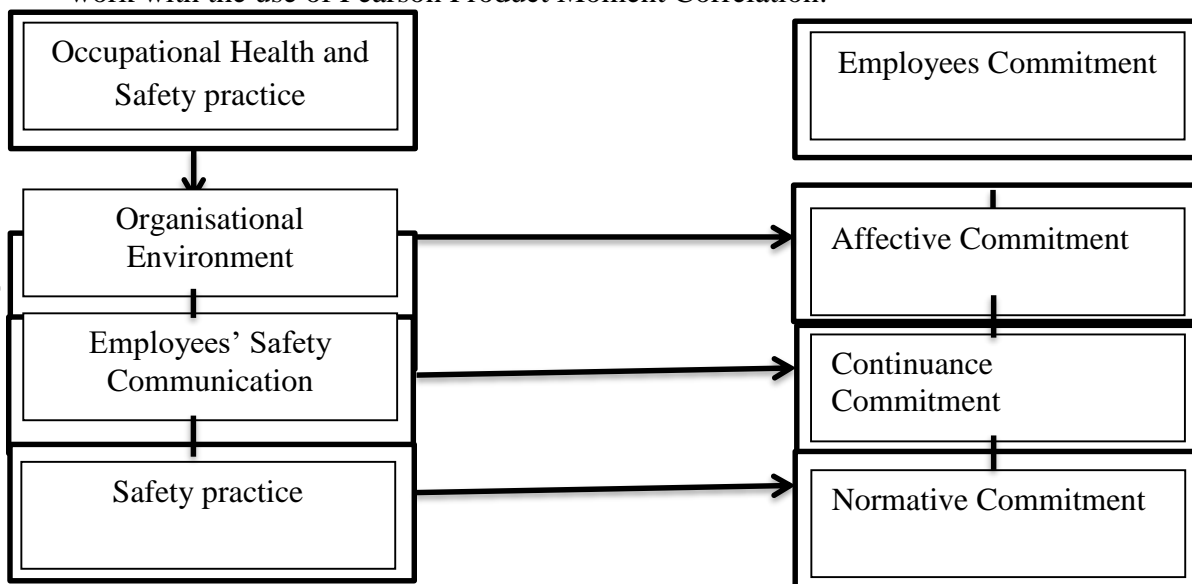 work with the use of Pearson Product Moment Correlation.
Occupational Health and
Safety practice
Employees Commitment
Organisational
Environment
Affective Commitment
Employees’ Safety
Communication
Continuance
Commitment
Safety practice
Normative Commitment